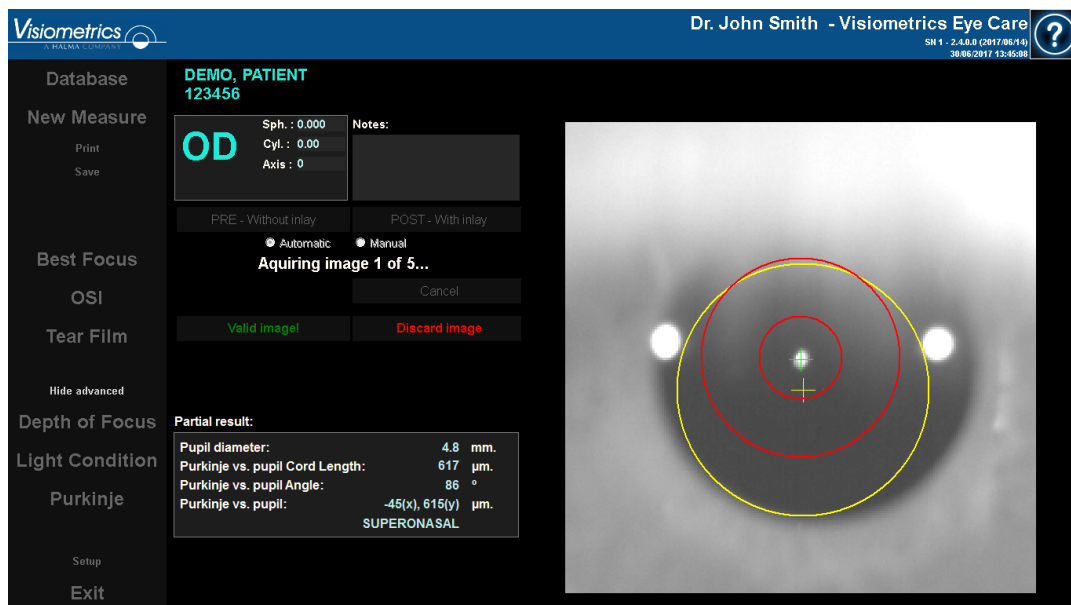 Visiometrics
A HALMA COMPANY
Dr. John Smith - Visiometrics Eye Care
SN 1 - 2.4.0.0 (2017/06/14)
30/06/2017 13:45:08
?
Database
New Measure
Print
Save
Best Focus
OSI
Tear Film
Hide advanced
Depth of Focus
Light Condition
Purkinje
Setup
Exit
DEMO, PATIENT
123456
OD
Sph. : 0.000
Cyl. : 0.00
Axis : 0
Notes:
PRE - Without inlay
POST - With inlay
Automatic
Manual
Aquiring image 1 of 5...
Cancel
Valid image!
Discard image
Partial result:
Pupil diameter: 4.8 mm.
Purkinje vs. pupil Cord Length: 617 µm.
Purkinje vs. pupil Angle: 86 º
Purkinje vs. pupil: -45(x), 615(y) µm.
SUPERONASAL